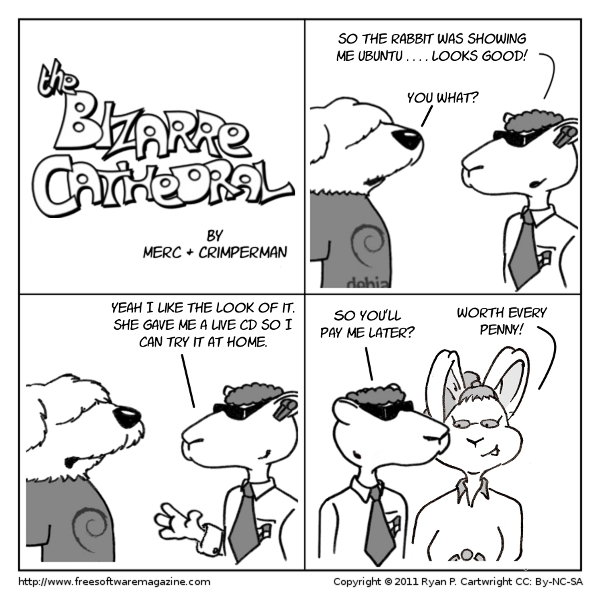 the
BIZARRE
CATHEDRAL
BY
MERC + CRIMPERMAN
SO THE RABBIT WAS SHOWING
ME UBUNTU . . . . LOOKS GOOD!
YOU WHAT?
debia
YEAH I LIKE THE LOOK OF IT.
SHE GAVE ME A LIVE CD SO I
CAN TRY IT AT HOME.
SO YOU'LL
PAY ME LATER?
WORTH EVERY
PENNY!
http://www.freesoftwaremagazine.com
Copyright © 2011 Ryan P. Cartwright CC: By-NC-SA